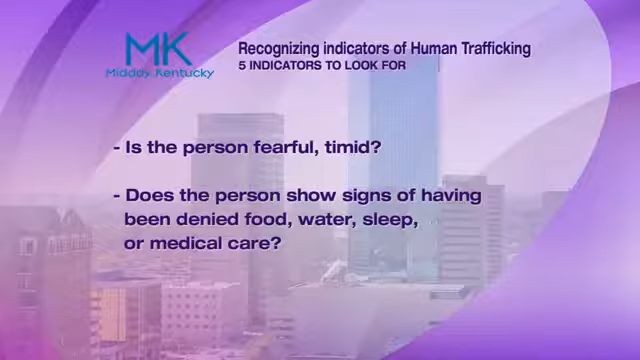 MK
Midday Kentucky
Recognizing indicators of Human Trafficking
5 INDICATORS TO LOOK FOR
- Is the person fearful, timid?
- Does the person show signs of having
been denied food, water, sleep,
or medical care?